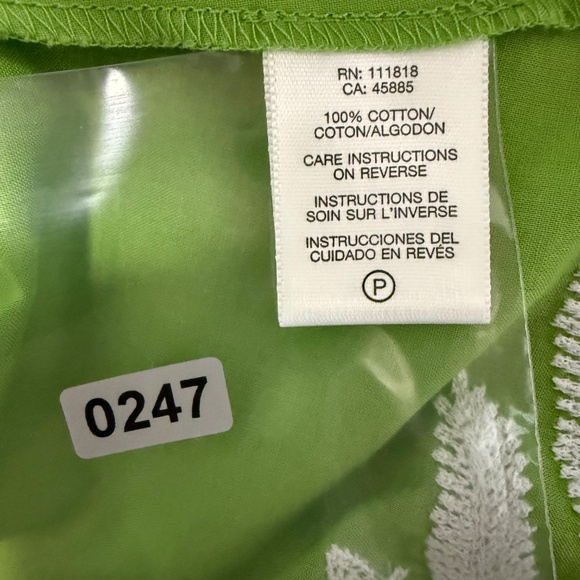 RN: 111818
CA: 45885
100% COTTON/
COTON/ALGODON
CARE INSTRUCTIONS
ON REVERSE
INSTRUCTIONS DE
SOIN SUR L'INVERSE
INSTRUCCIONES DEL
CUIDADO EN REVÉS
P
0247